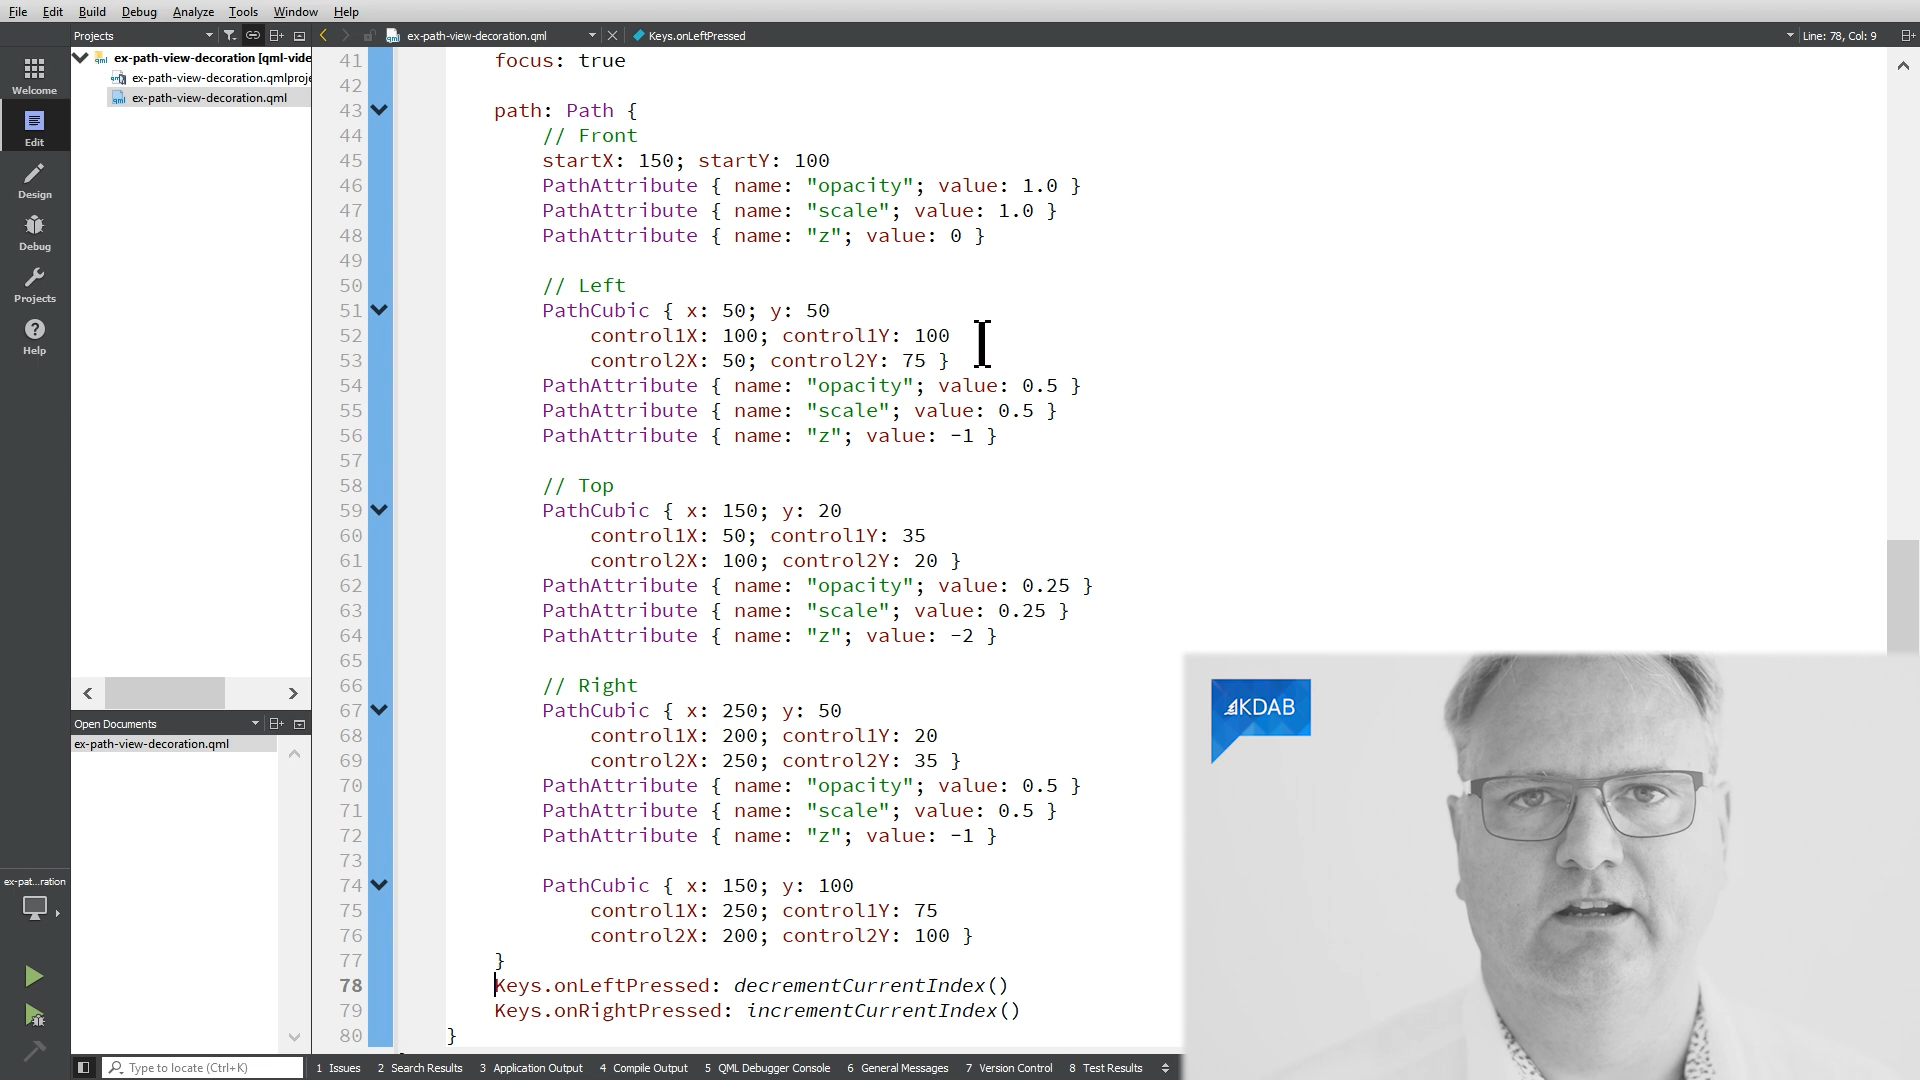 File Edit Build Debug Analyze Tools Window Help
Projects
ex-path-view-decoration.qml
Keys.onLeftPressed
Line: 78, Col: 9
ex-path-view-decoration [qml-vide
ex-path-view-decoration.qmlproje
ex-path-view-decoration.qml
Welcome
Edit
Design
Debug
Projects
Help
41 focus: true
42
43 path: Path {
44 // Front
45 startX: 150; startY: 100
46 PathAttribute { name: "opacity"; value: 1.0 }
47 PathAttribute { name: "scale"; value: 1.0 }
48 PathAttribute { name: "z"; value: 0 }
49
50 // Left
51 PathCubic { x: 50; y: 50
52 control1X: 100; control1Y: 100
53 control2X: 50; control2Y: 75 }
54 PathAttribute { name: "opacity"; value: 0.5 }
55 PathAttribute { name: "scale"; value: 0.5 }
56 PathAttribute { name: "z"; value: -1 }
57
58 // Top
59 PathCubic { x: 150; y: 20
60 control1X: 50; control1Y: 35
61 control2X: 100; control2Y: 20 }
62 PathAttribute { name: "opacity"; value: 0.25 }
63 PathAttribute { name: "scale"; value: 0.25 }
64 PathAttribute { name: "z"; value: -2 }
65
66 // Right
67 PathCubic { x: 250; y: 50
68 control1X: 200; control1Y: 20
69 control2X: 250; control2Y: 35 }
70 PathAttribute { name: "opacity"; value: 0.5 }
71 PathAttribute { name: "scale"; value: 0.5 }
72 PathAttribute { name: "z"; value: -1 }
73
74 PathCubic { x: 150; y: 100
75 control1X: 250; control1Y: 75
76 control2X: 200; control2Y: 100 }
77 }
78 Keys.onLeftPressed: decrementCurrentIndex()
79 Keys.onRightPressed: incrementCurrentIndex()
80 }
Open Documents
ex-path-view-decoration.qml
ex-pat...ration
KDAB
Type to locate (Ctrl+K)
1 Issues 2 Search Results 3 Application Output 4 Compile Output 5 QML Debugger Console 6 General Messages 7 Version Control 8 Test Results